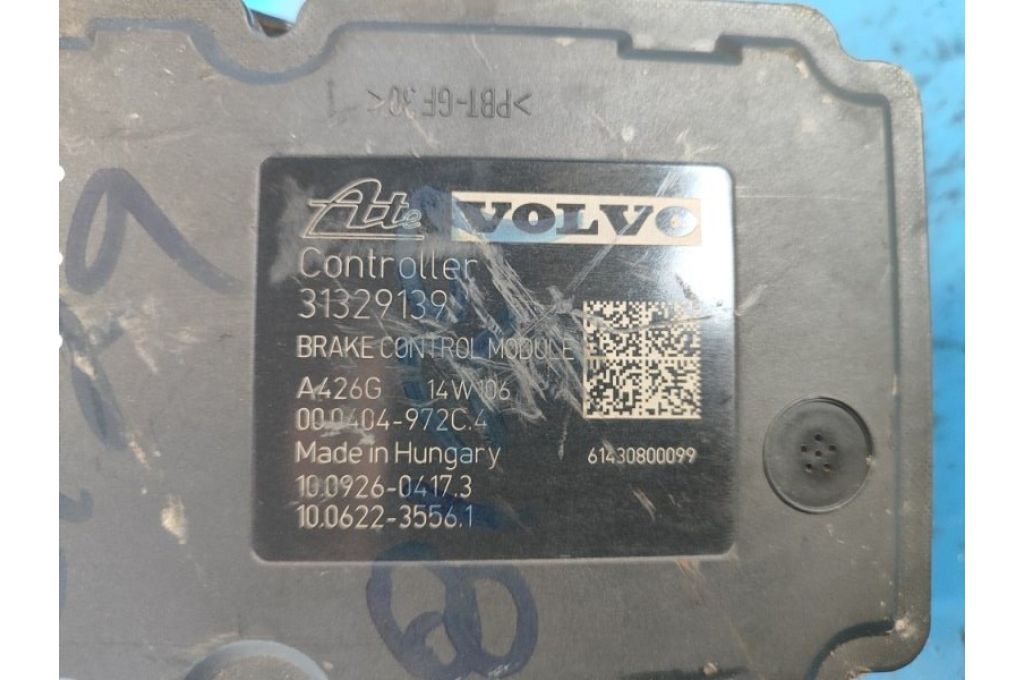 >PBT-GF30< 1
Ate VOLVO
Controller
31329139
BRAKE CONTROL MODULE
A426G 14W106
00.0404-972C.4
Made in Hungary
61430800099
10.0926-0417.3
10.0622-3556.1